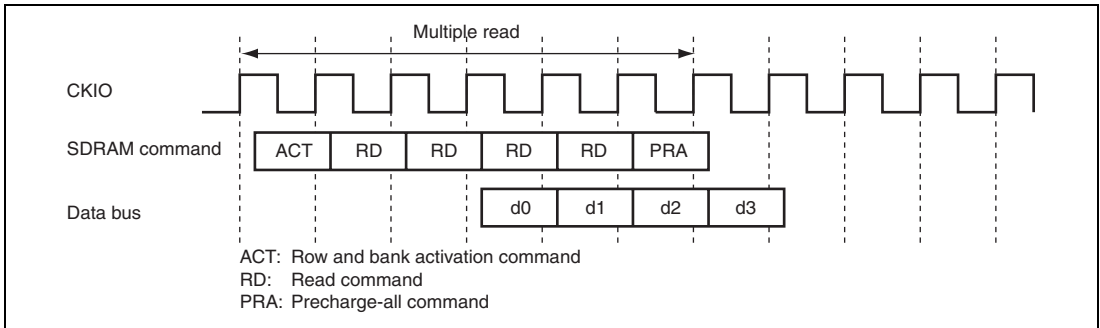 Multiple read
CKIO
SDRAM command ACT RD RD RD RD PRA
Data bus d0 d1 d2 d3
ACT: Row and bank activation command
RD: Read command
PRA: Precharge-all command